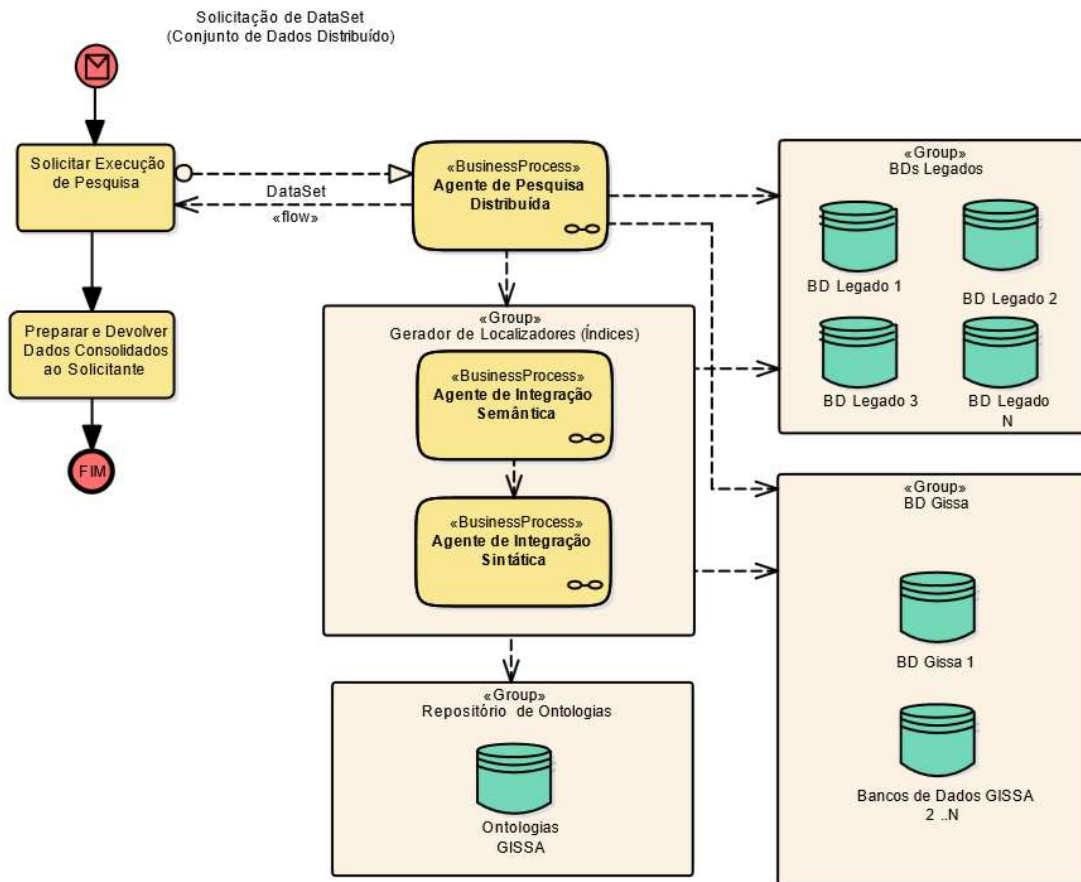 Solicitação de DataSet
(Conjunto de Dados Distribuído)
Solicitar Execução
de Pesquisa
DataSet
«flow»
«BusinessProcess»
Agente de Pesquisa
Distribuída
«Group»
BDs Legados
BD Legado 1
BD Legado 2
BD Legado 3
BD Legado
N
Preparar e Devolver
Dados Consolidados
ao Solicitante
FIM
«Group»
Gerador de Localizadores (Índices)
«BusinessProcess»
Agente de Integração
Semântica
«BusinessProcess»
Agente de Integração
Sintática
«Group»
BD Gissa
BD Gissa 1
Bancos de Dados GISSA
2 ..N
«Group»
Repositório de Ontologias
Ontologias
GISSA